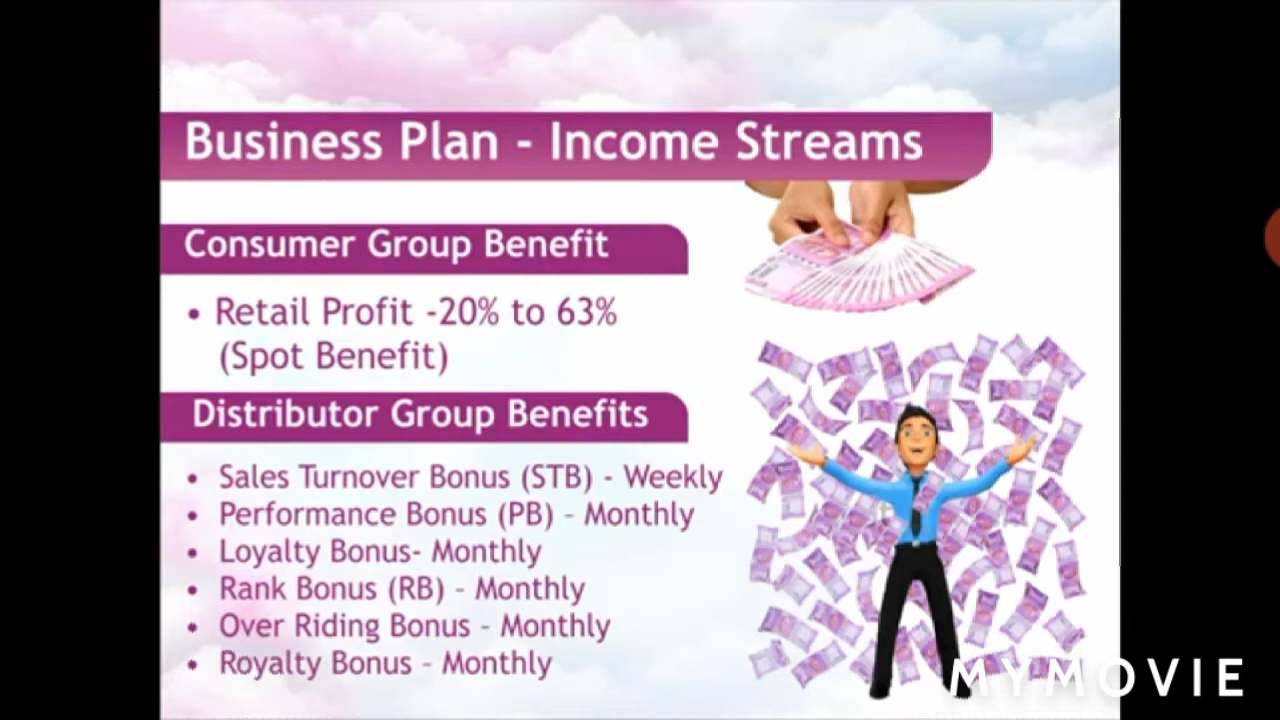 Business Plan - Income Streams
Consumer Group Benefit
• Retail Profit -20% to 63%
(Spot Benefit)
Distributor Group Benefits
• Sales Turnover Bonus (STB) - Weekly
• Performance Bonus (PB) – Monthly
• Loyalty Bonus- Monthly
• Rank Bonus (RB) – Monthly
• Over Riding Bonus – Monthly
• Royalty Bonus – Monthly
MYMOVIE